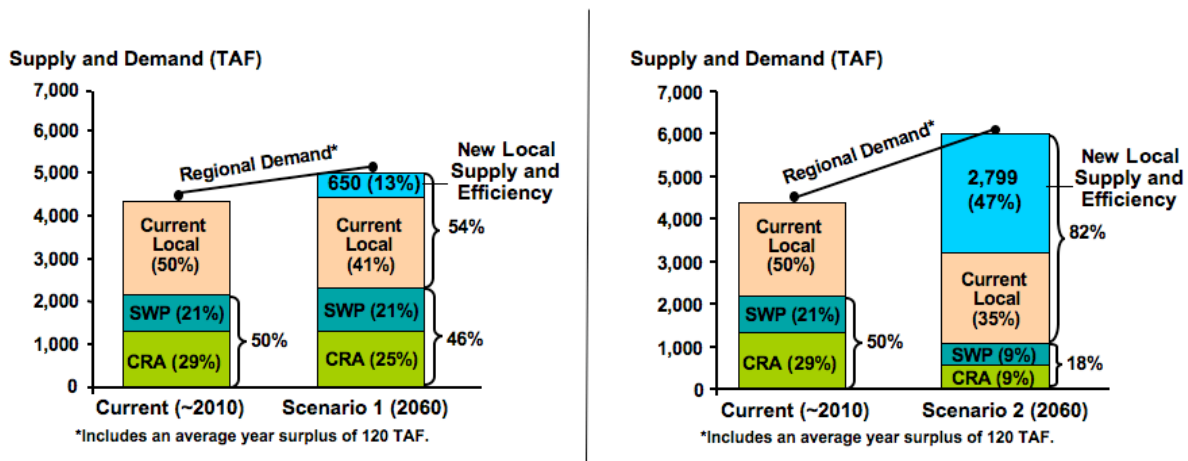 Supply and Demand (TAF)
7,000
6,000
5,000
4,000
3,000
2,000
1,000
0
Regional Demand*
Current
Local
(50%)
SWP (21%)
CRA (29%)
50%
650 (13%)
New Local
Supply and
Efficiency
Current
Local
(41%)
54%
SWP (21%)
CRA (25%)
46%
Current (~2010)
Scenario 1 (2060)
*Includes an average year surplus of 120 TAF.
Supply and Demand (TAF)
7,000
6,000
5,000
4,000
3,000
2,000
1,000
0
Regional Demand*
Current
Local
(50%)
SWP (21%)
CRA (29%)
50%
2,799
(47%)
New Local
Supply and
Efficiency
82%
Current
Local
(35%)
SWP (9%)
CRA (9%)
18%
Current (~2010)
Scenario 2 (2060)
*Includes an average year surplus of 120 TAF.